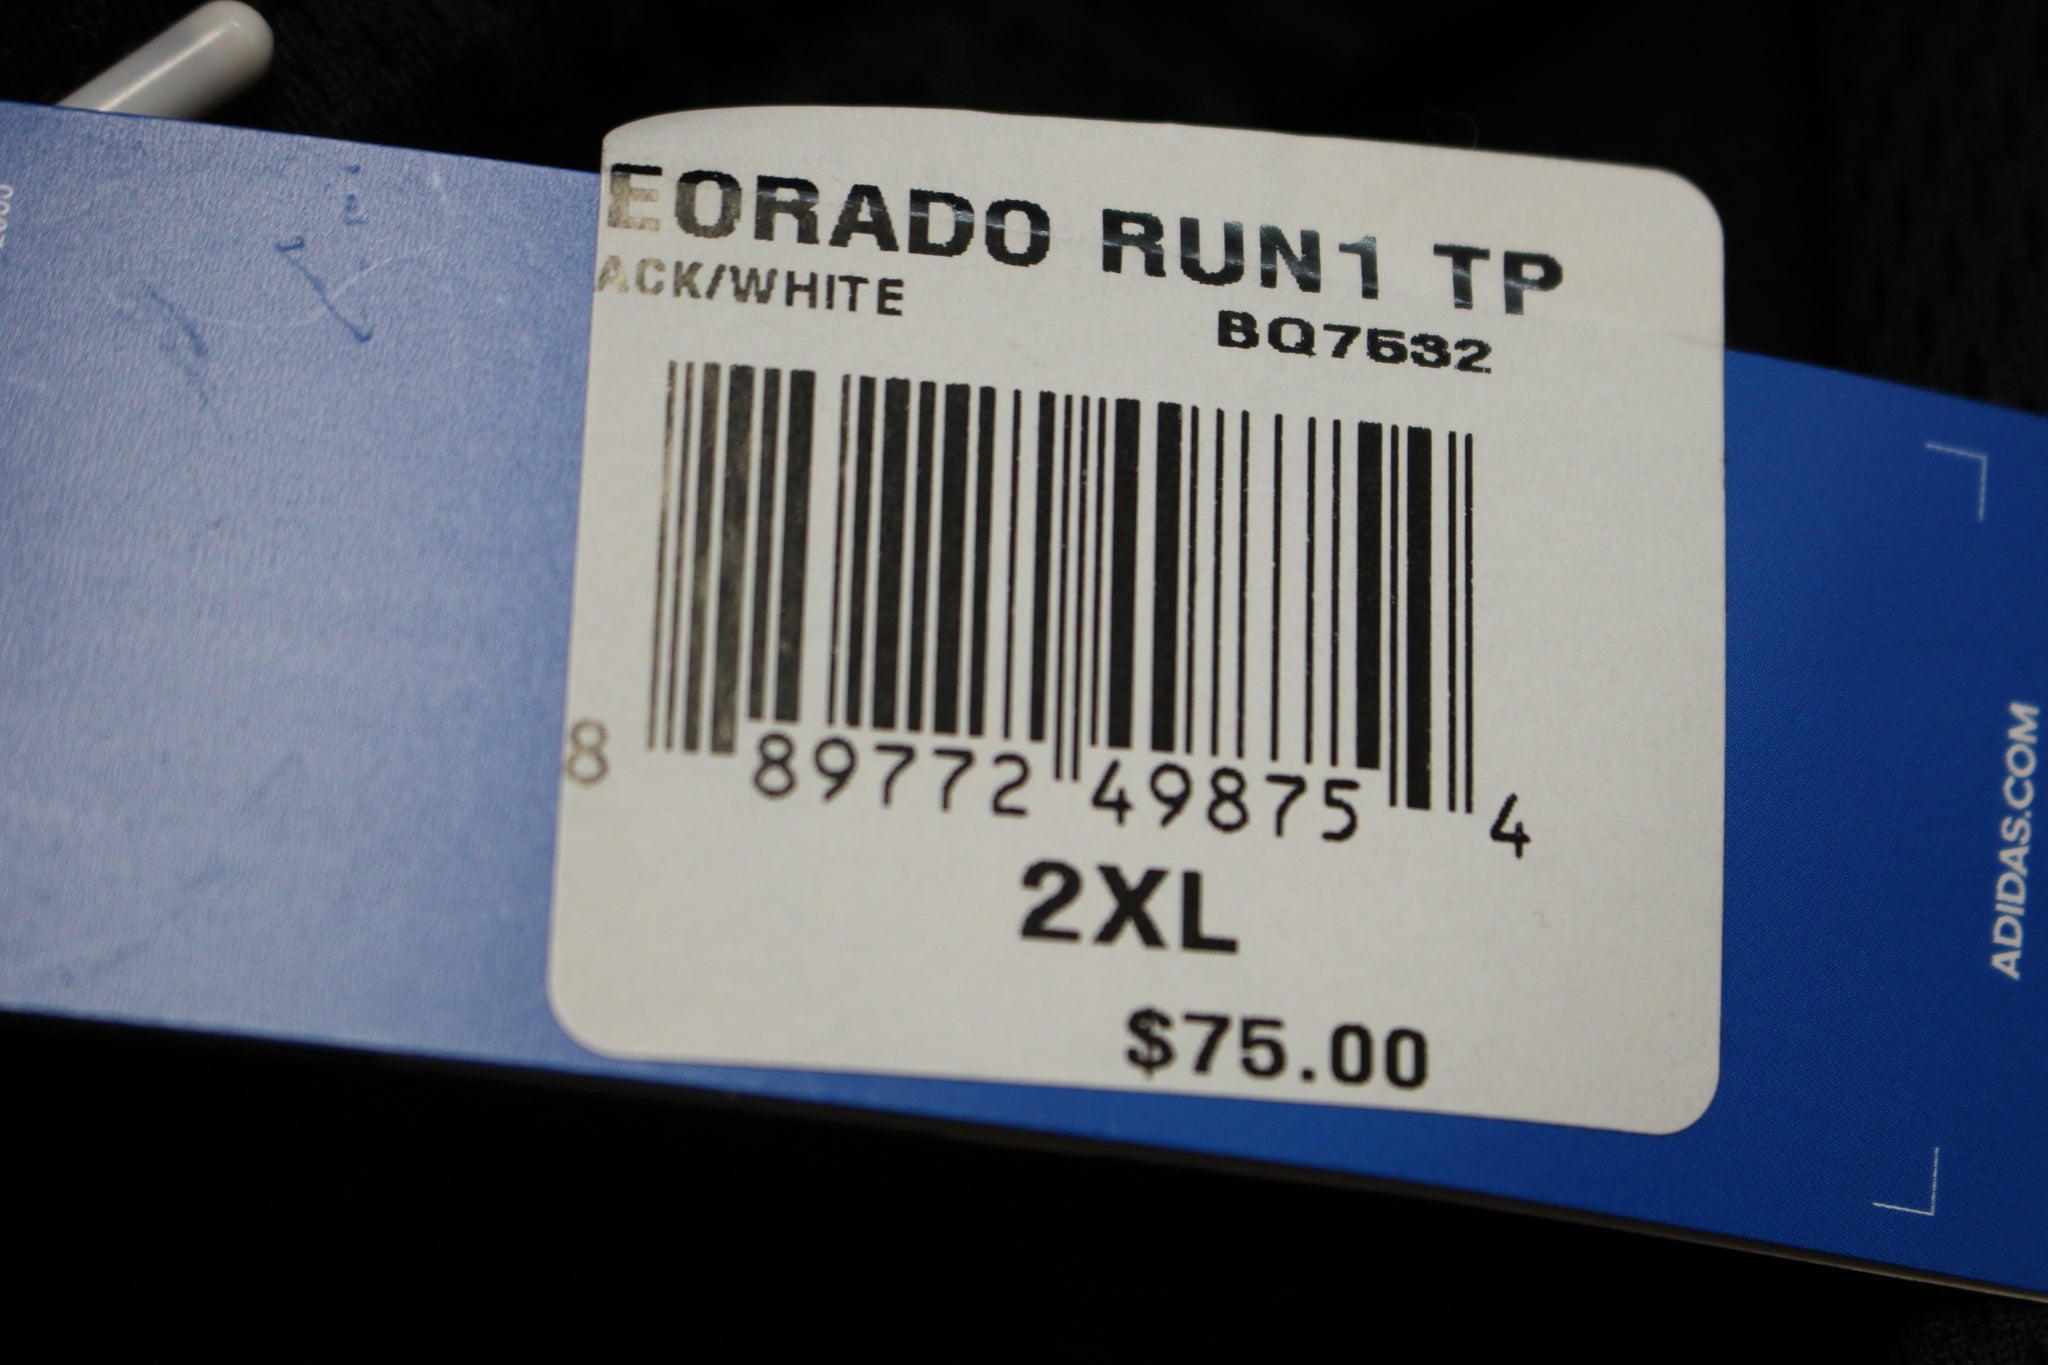 EORADO RUN1 TP
ACK/WHITE
BQ7532
8 89772 49875 4
2XL
$75.00
ADIDAS.COM